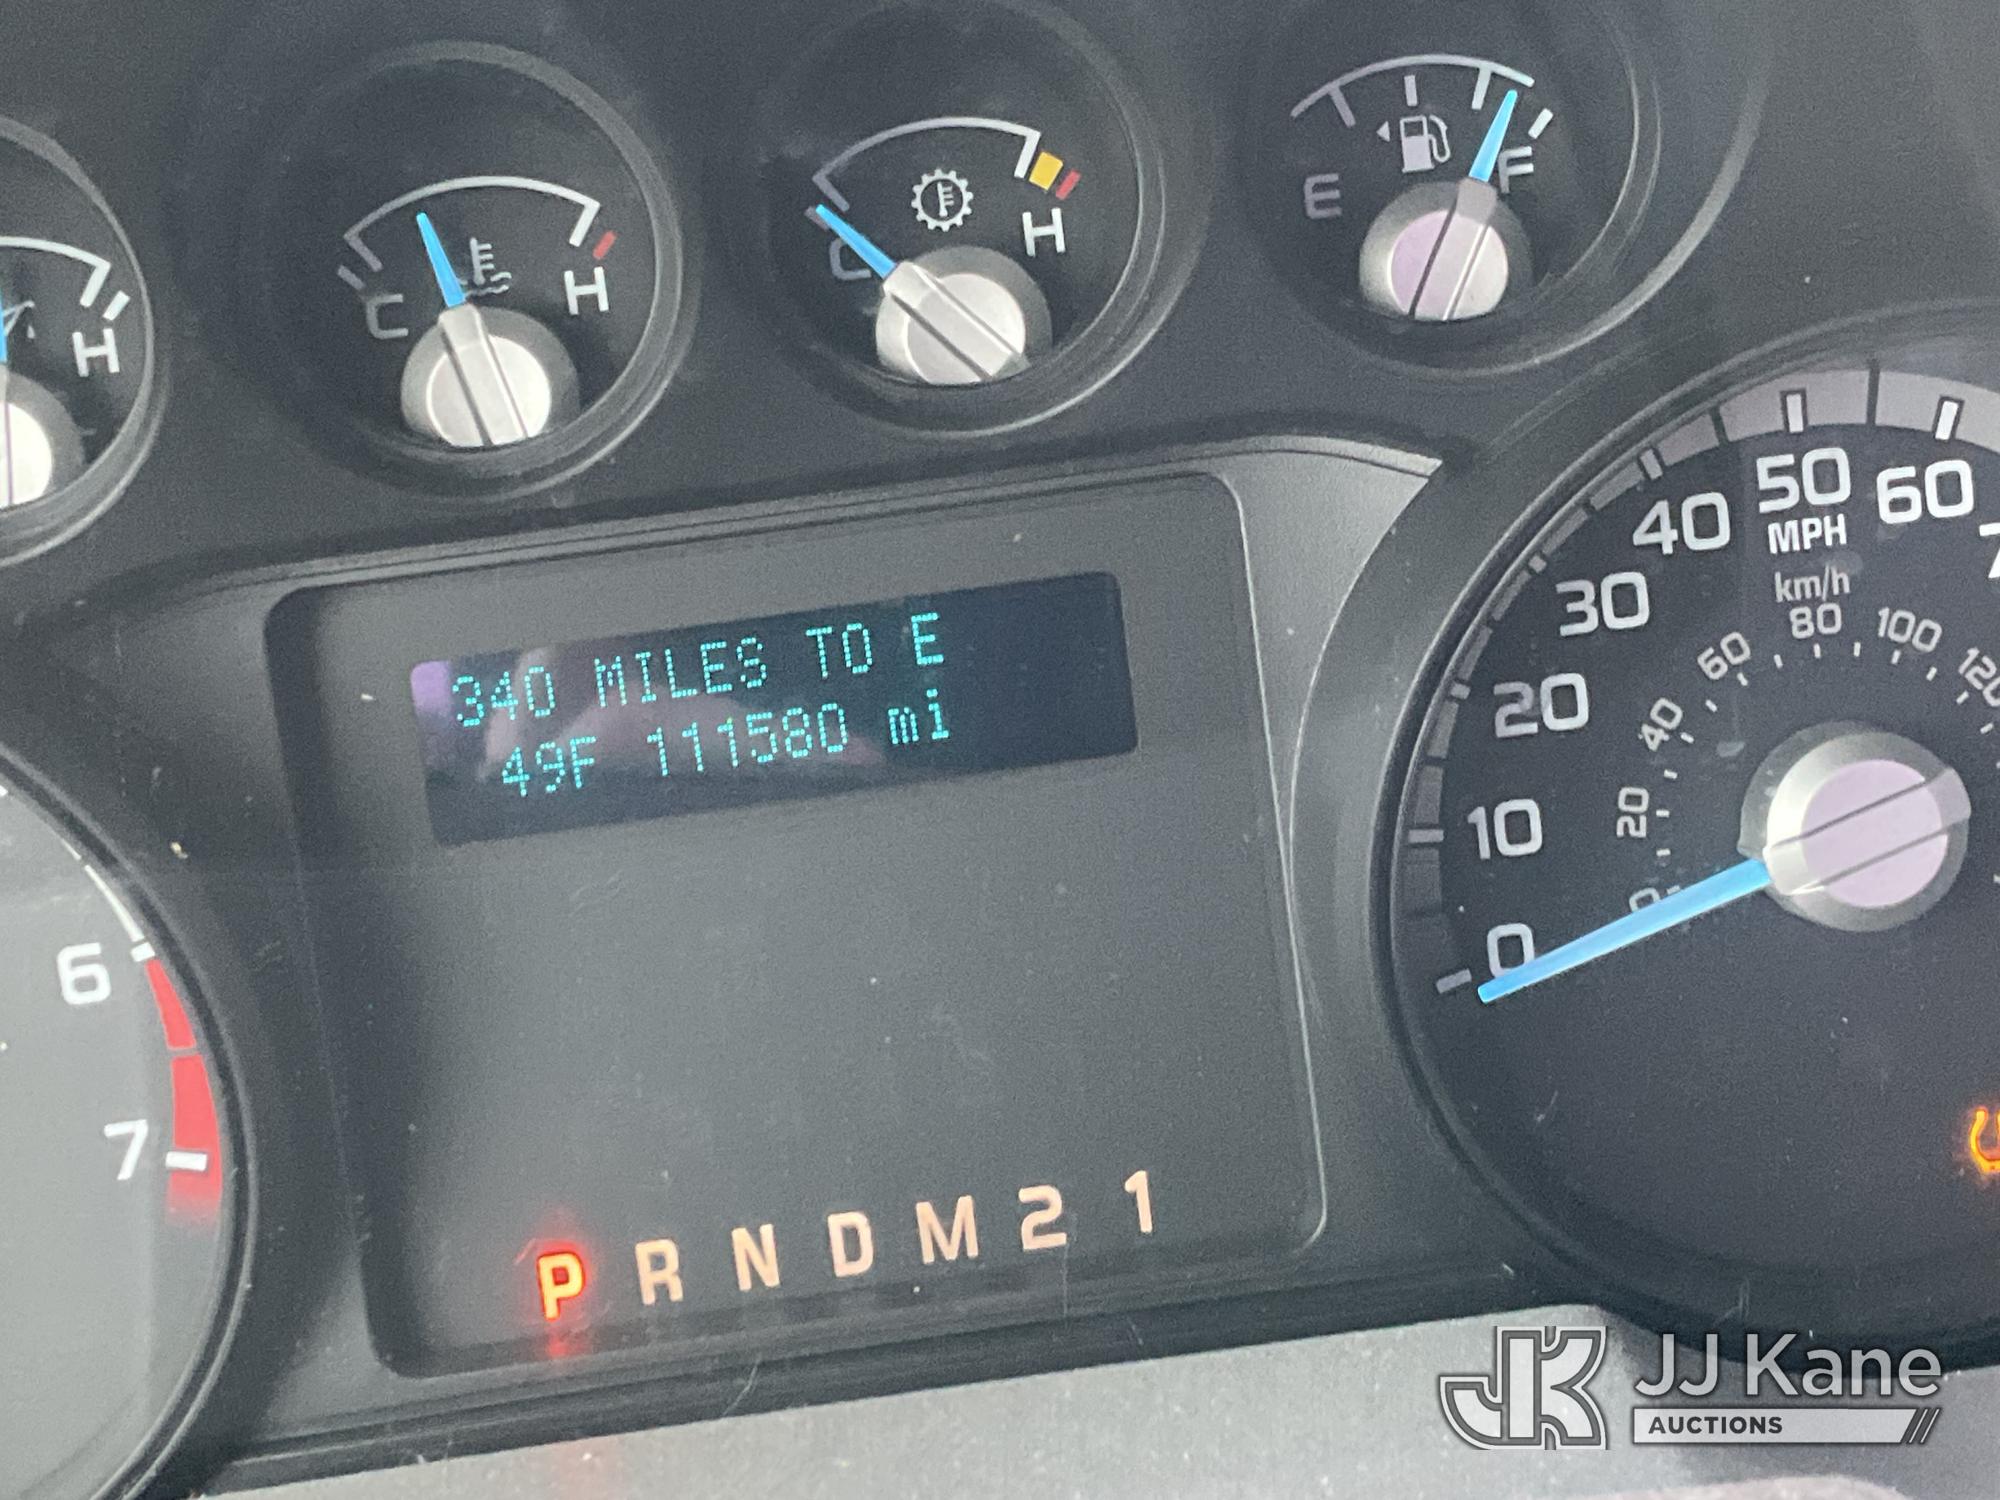 H
C H
C H
E F
340 MILES TO E
49F 111580 mi
0 10 20 30 40 50 60
MPH
km/h
0 20 40 60 80 100 120
6
7
P R N D M 2 1
JK JJ Kane
AUCTIONS